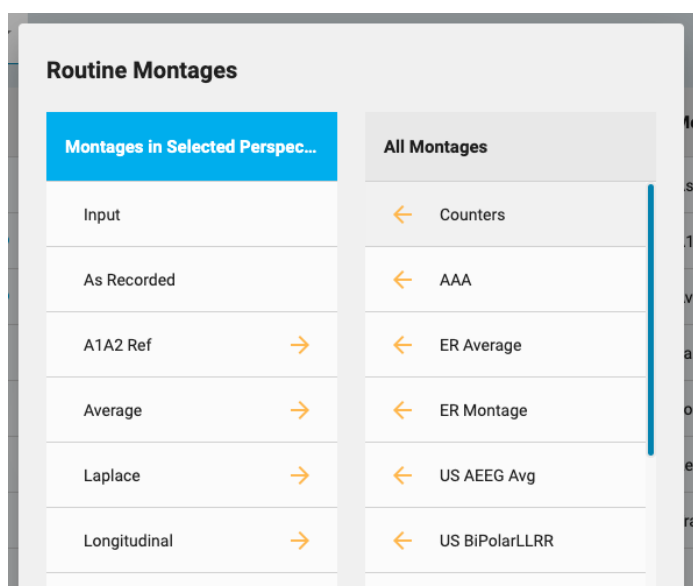 Routine Montages
Montages in Selected Perspec...
All Montages
Input
Counters
As Recorded
AAA
A1A2 Ref
ER Average
Average
ER Montage
Laplace
US AEEG Avg
Longitudinal
US BiPolarLLRR